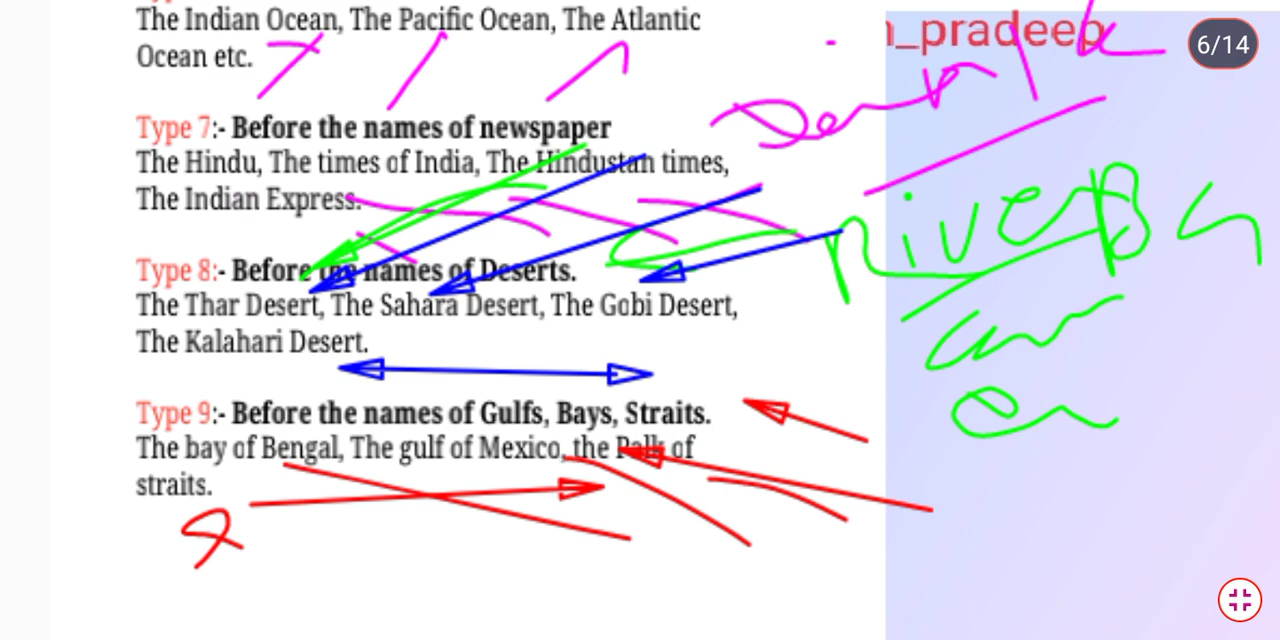 The Indian Ocean, The Pacific Ocean, The Atlantic
Ocean etc.
_pradeep
6/14
Type 7:- Before the names of newspaper
The Hindu, The times of India, The Hindustan times,
The Indian Express.
River
Type 8:- Before the names of Deserts.
The Thar Desert, The Sahara Desert, The Gobi Desert,
The Kalahari Desert.
Type 9:- Before the names of Gulfs, Bays, Straits.
The bay of Bengal, The gulf of Mexico, the Palk of
straits.